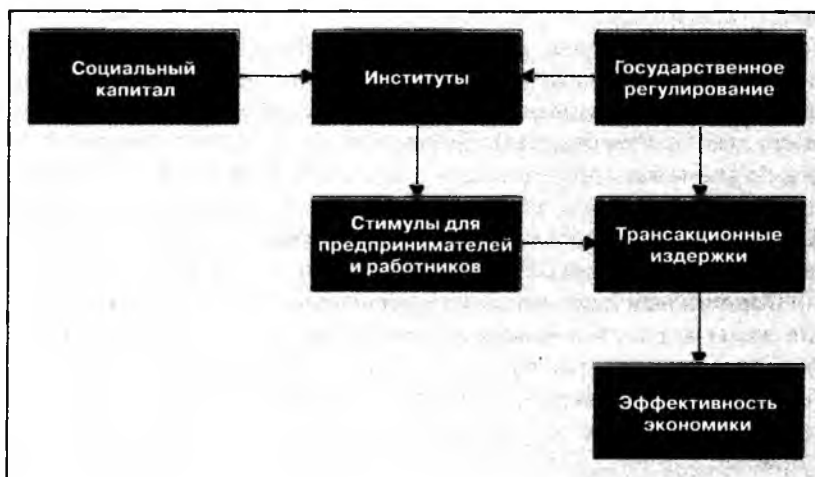 Социальный
капитал
Институты
Государственное
регулирование
Стимулы для
предпринимателей
и работников
Трансакционные
издержки
Эффективность
экономики